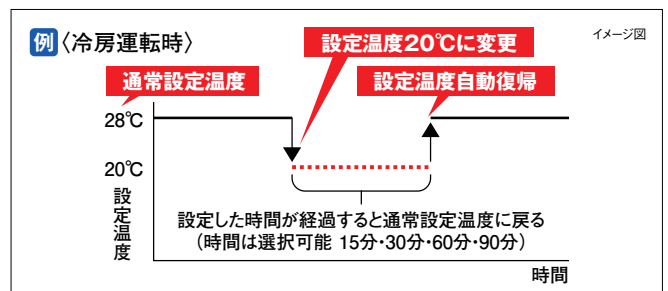 例〈冷房運転時〉
設定温度20℃に変更
イメージ図
通常設定温度
設定温度自動復帰
28℃
20℃
設定温度
設定した時間が経過すると通常設定温度に戻る
（時間は選択可能 15分・30分・60分・90分）
時間